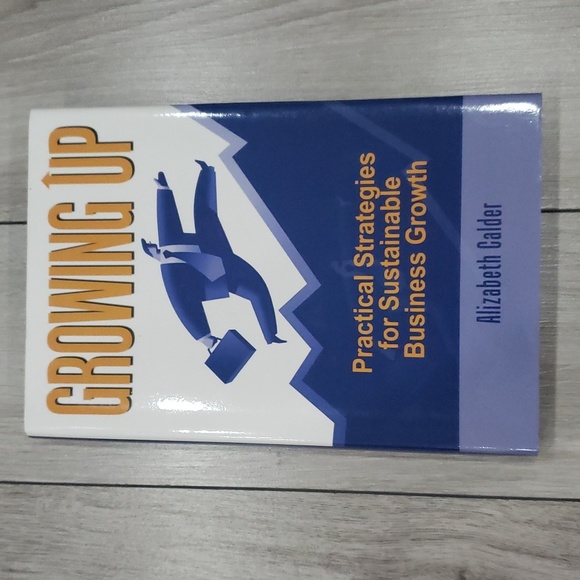 GROWING UP
Practical Strategies
for Sustainable
Business Growth
Alizabeth Calder